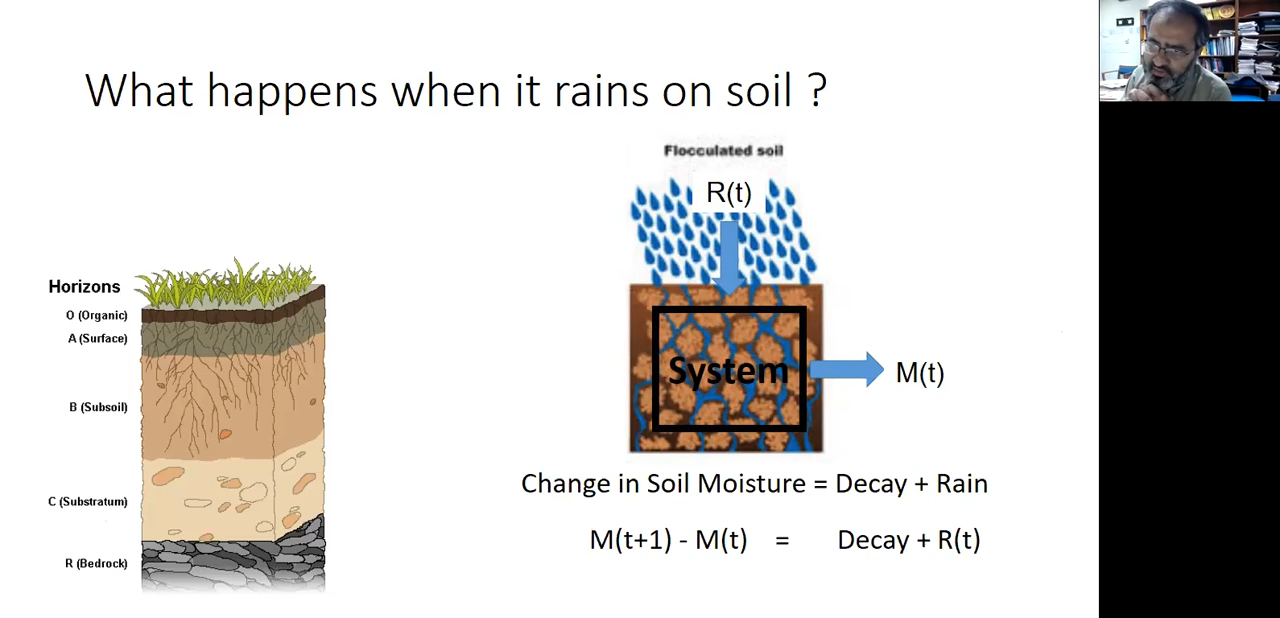 What happens when it rains on soil ?
Flocculated soil
R(t)
System
M(t)
Horizons
O (Organic)
A (Surface)
B (Subsoil)
C (Substratum)
R (Bedrock)
Change in Soil Moisture = Decay + Rain
M(t+1) - M(t) = Decay + R(t)